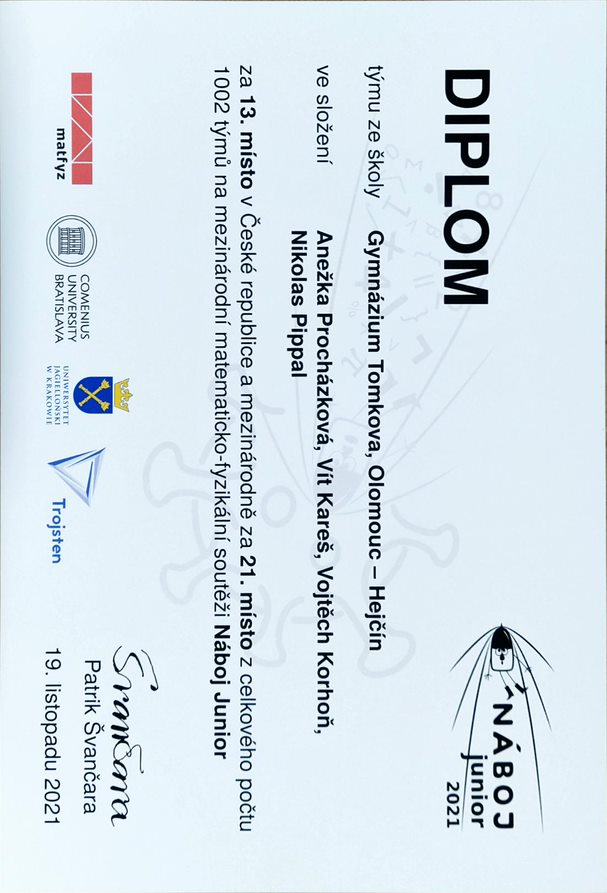 DIPLOM
NÁBOJ
junior
2021
týmu ze školy Gymnázium Tomkova, Olomouc – Hejčín
ve složení Anežka Procházková, Vít Kareš, Vojtěch Korhoň,
Nikolas Pippal
za 13. místo v České republice a mezinárodně za 21. místo z celkového počtu
1002 týmů na mezinárodní matematicko-fyzikální soutěži Náboj Junior
matfyz
COMENIUS
UNIVERSITY
BRATISLAVA
UNIWERSYTET
JAGIELLOŃSKI
W KRAKOWIE
Trojsten
Švančara
Patrik Švančara
19. listopadu 2021